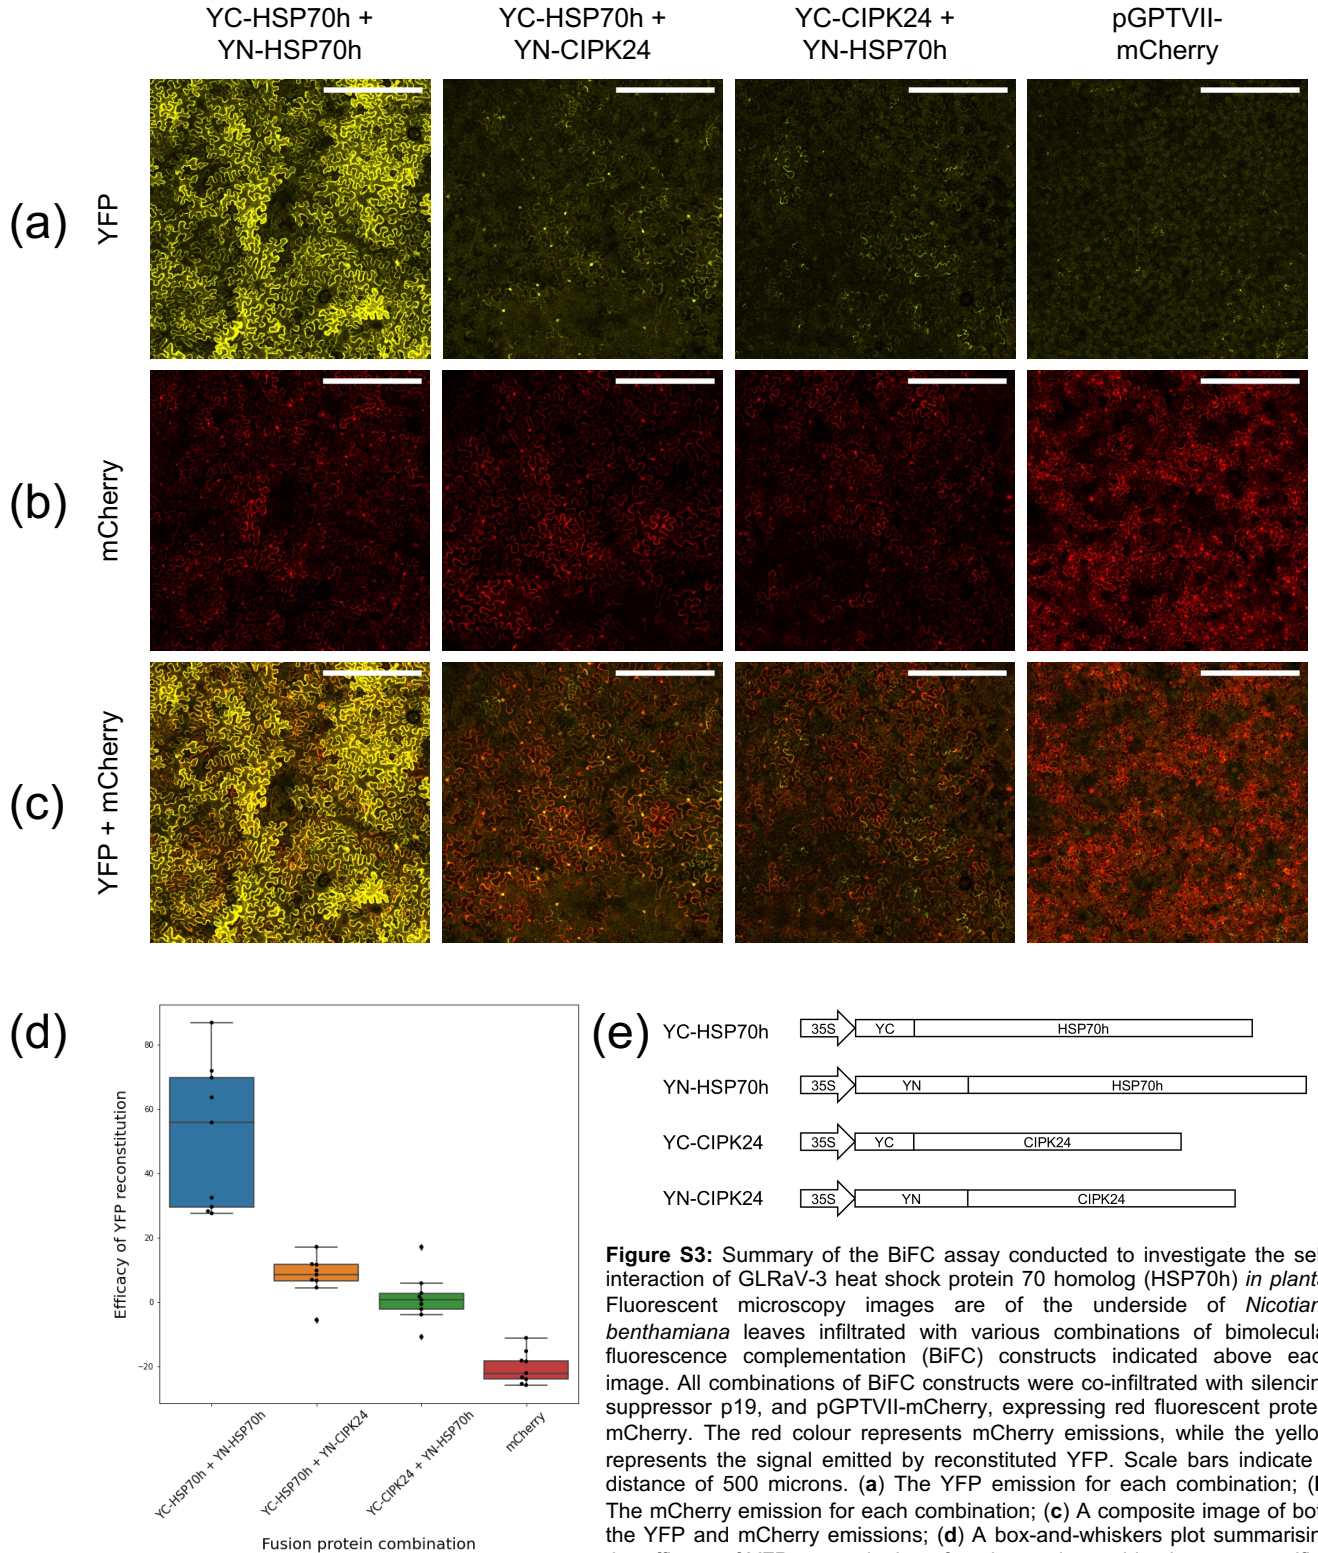 YC-HSP70h +
YN-HSP70h
YC-HSP70h +
YN-CIPK24
YC-CIPK24 +
YN-HSP70h
pGPTVII-
mCherry
(a)
YFP
(b)
mCherry
(c)
YFP + mCherry
(d)
Efficacy of YFP reconstitution
80
60
40
20
0
−20
YC-HSP70h + YN-HSP70h
YC-HSP70h + YN-CIPK24
YC-CIPK24 + YN-HSP70h
mCherry
Fusion protein combination
(e)
YC-HSP70h 35S YC HSP70h
YN-HSP70h 35S YN HSP70h
YC-CIPK24 35S YC CIPK24
YN-CIPK24 35S YN CIPK24
Figure S3: Summary of the BiFC assay conducted to investigate the sel
interaction of GLRaV-3 heat shock protein 70 homolog (HSP70h) in planta
Fluorescent microscopy images are of the underside of Nicotian
benthamiana leaves infiltrated with various combinations of bimolecula
fluorescence complementation (BiFC) constructs indicated above eac
image. All combinations of BiFC constructs were co-infiltrated with silencin
suppressor p19, and pGPTVII-mCherry, expressing red fluorescent prote
mCherry. The red colour represents mCherry emissions, while the yello
represents the signal emitted by reconstituted YFP. Scale bars indicate
distance of 500 microns. (a) The YFP emission for each combination; (
The mCherry emission for each combination; (c) A composite image of bot
the YFP and mCherry emissions; (d) A box-and-whiskers plot summarisin